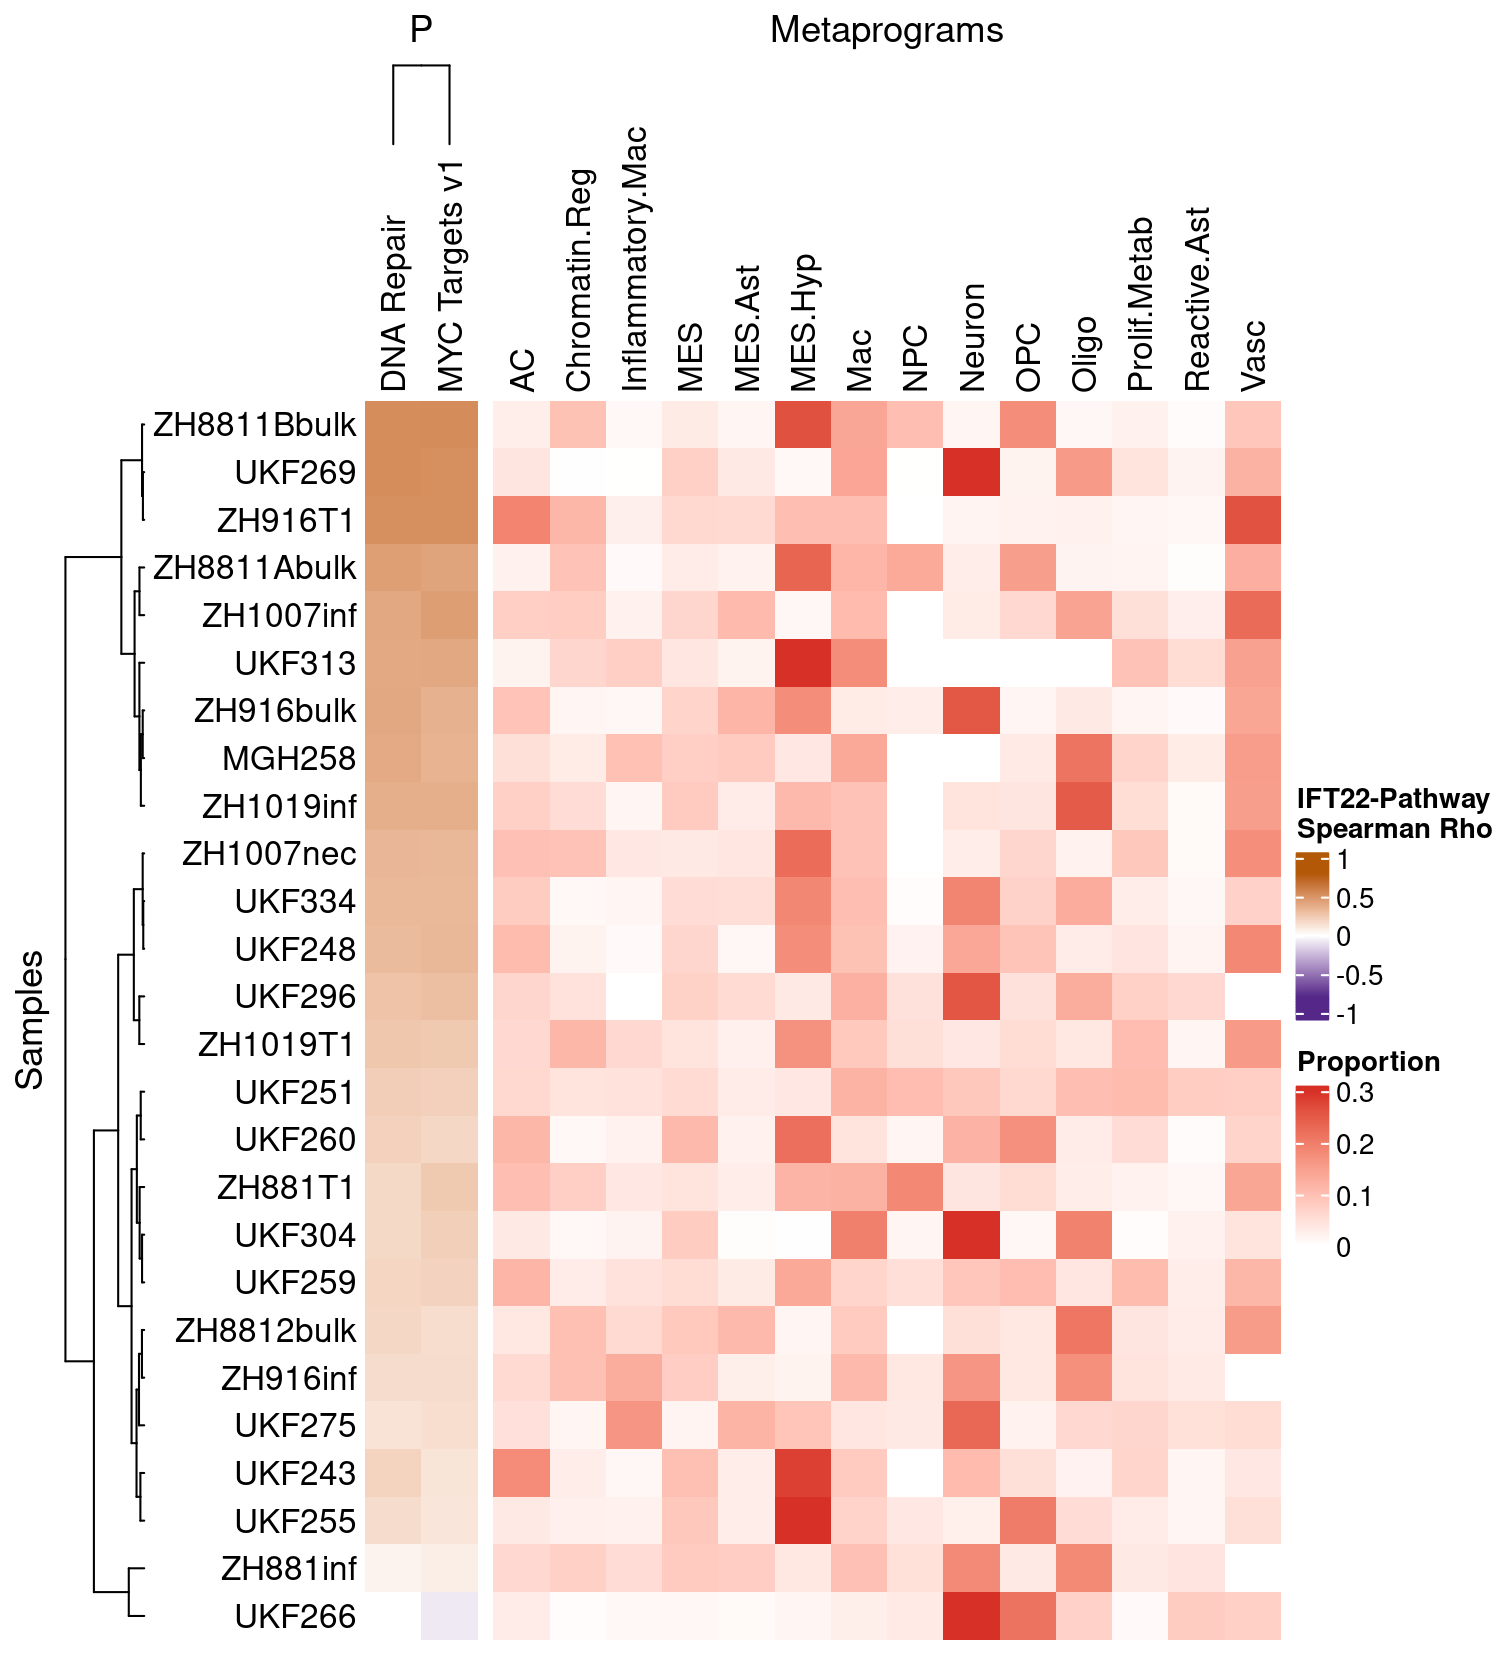 P
Metaprograms
DNA Repair
MYC Targets v1
AC
Chromatin.Reg
Inflammatory.Mac
MES
MES.Ast
MES.Hyp
Mac
NPC
Neuron
OPC
Oligo
Prolif.Metab
Reactive.Ast
Vasc
Samples
ZH8811Bbulk
UKF269
ZH916T1
ZH8811Abulk
ZH1007inf
UKF313
ZH916bulk
MGH258
ZH1019inf
ZH1007nec
UKF334
UKF248
UKF296
ZH1019T1
UKF251
UKF260
ZH881T1
UKF304
UKF259
ZH8812bulk
ZH916inf
UKF275
UKF243
UKF255
ZH881inf
UKF266
IFT22-Pathway
Spearman Rho
1
0.5
0
-0.5
-1
Proportion
0.3
0.2
0.1
0